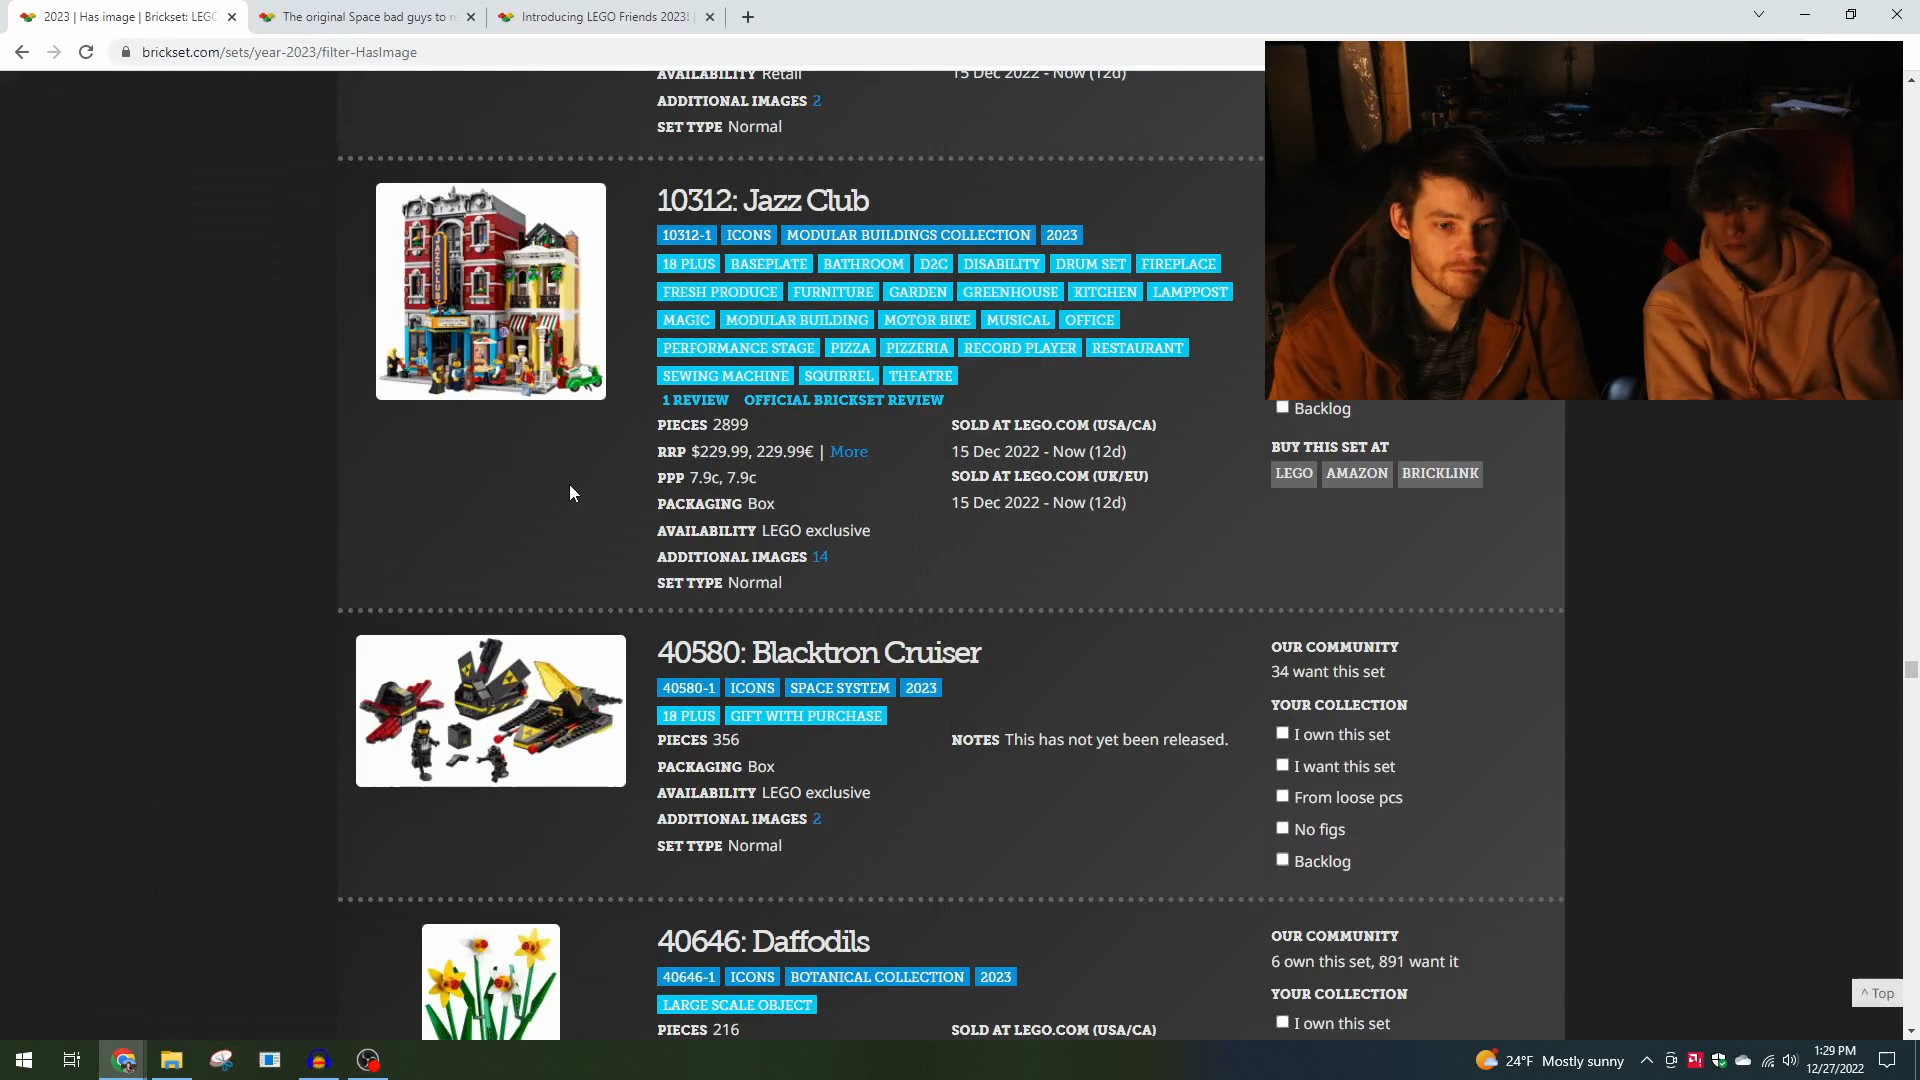 2023 | Has image | Brickset: LEGO
The original Space bad guys to
Introducing LEGO Friends 2023!
brickset.com/sets/year-2023/filter-HasImage
AVAILABILITY Retail
15 Dec 2022 - Now (12d)
ADDITIONAL IMAGES 2
SET TYPE Normal
10312: Jazz Club
10312-1 ICONS MODULAR BUILDINGS COLLECTION 2023
18 PLUS BASEPLATE BATHROOM D2C DISABILITY DRUM SET FIREPLACE
FRESH PRODUCE FURNITURE GARDEN GREENHOUSE KITCHEN LAMPPOST
MAGIC MODULAR BUILDING MOTOR BIKE MUSICAL OFFICE
PERFORMANCE STAGE PIZZA PIZZERIA RECORD PLAYER RESTAURANT
SEWING MACHINE SQUIRREL THEATRE
1 REVIEW OFFICIAL BRICKSET REVIEW
PIECES 2899
RRP $229.99, 229.99€ | More
PPP 7.9c, 7.9c
PACKAGING Box
AVAILABILITY LEGO exclusive
ADDITIONAL IMAGES 14
SET TYPE Normal
SOLD AT LEGO.COM (USA/CA)
15 Dec 2022 - Now (12d)
SOLD AT LEGO.COM (UK/EU)
15 Dec 2022 - Now (12d)
Backlog
BUY THIS SET AT
LEGO AMAZON BRICKLINK
JAZZ CLUB
40580: Blacktron Cruiser
40580-1 ICONS SPACE SYSTEM 2023
18 PLUS GIFT WITH PURCHASE
PIECES 356
PACKAGING Box
AVAILABILITY LEGO exclusive
ADDITIONAL IMAGES 2
SET TYPE Normal
NOTES This has not yet been released.
OUR COMMUNITY
34 want this set
YOUR COLLECTION
I own this set
I want this set
From loose pcs
No figs
Backlog
40646: Daffodils
40646-1 ICONS BOTANICAL COLLECTION 2023
LARGE SCALE OBJECT
PIECES 216
SOLD AT LEGO.COM (USA/CA)
OUR COMMUNITY
6 own this set, 891 want it
YOUR COLLECTION
I own this set
^ Top
24°F Mostly sunny
1:29 PM
12/27/2022